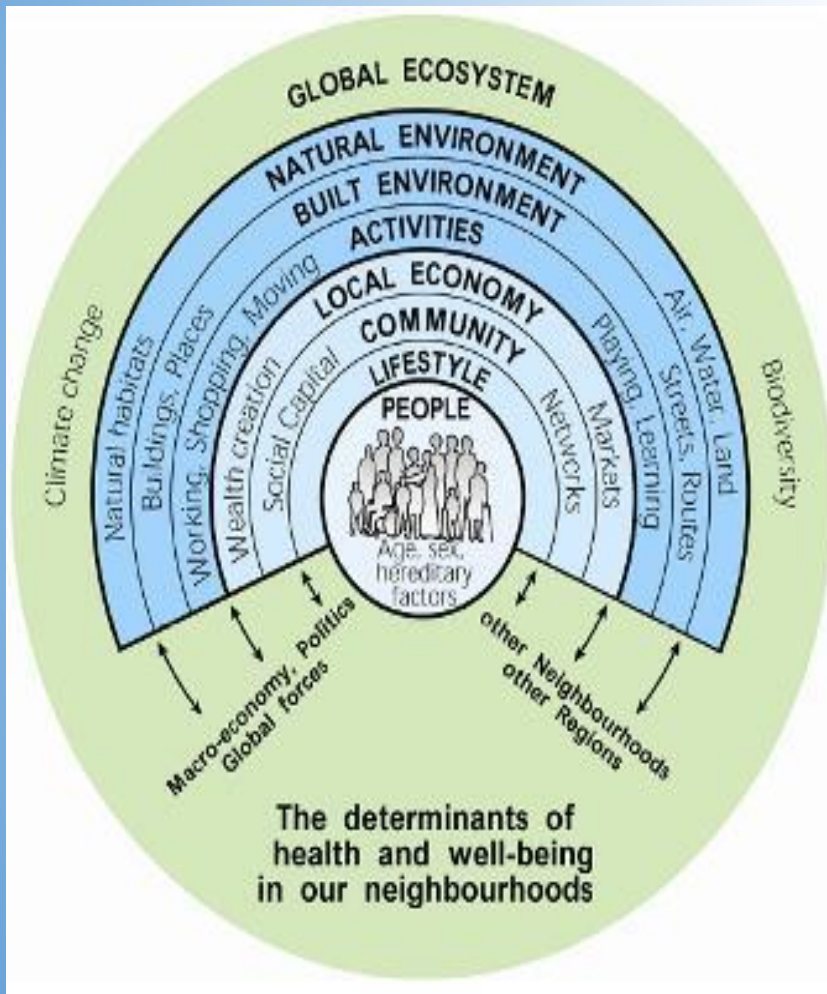 GLOBAL ECOSYSTEM
NATURAL ENVIRONMENT
BUILT ENVIRONMENT
ACTIVITIES
LOCAL ECONOMY
COMMUNITY
LIFESTYLE
PEOPLE
Age, sex,
hereditary
factors
Climate change
Natural habitats
Buildings, Places
Working, Shopping, Moving
Wealth creation
Social Capital
Networks
Markets
Playing, Learning
Streets, Routes
Air, Water, Land
Biodiversity
Macro-economy, Politics
Global forces
other Neighbourhoods
other Regions
The determinants of
health and well-being
in our neighbourhoods